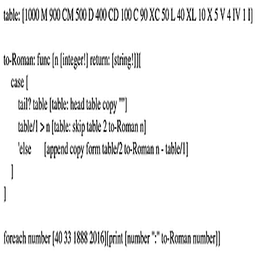 table: [1000 M 900 CM 500 D 400 CD 100 C 90 XC 50 L 40 XL 10 X 5 V 4 IV 1 I]
to-Roman: func [n [integer!] return: [string!]][
case [
tail? table [table: head table copy ""]
table/1 > n [table: skip table 2 to-Roman n]
'else [append copy form table/2 to-Roman n - table/1]
]
]
foreach number [40 33 1888 2016][print [number ":" to-Roman number]]